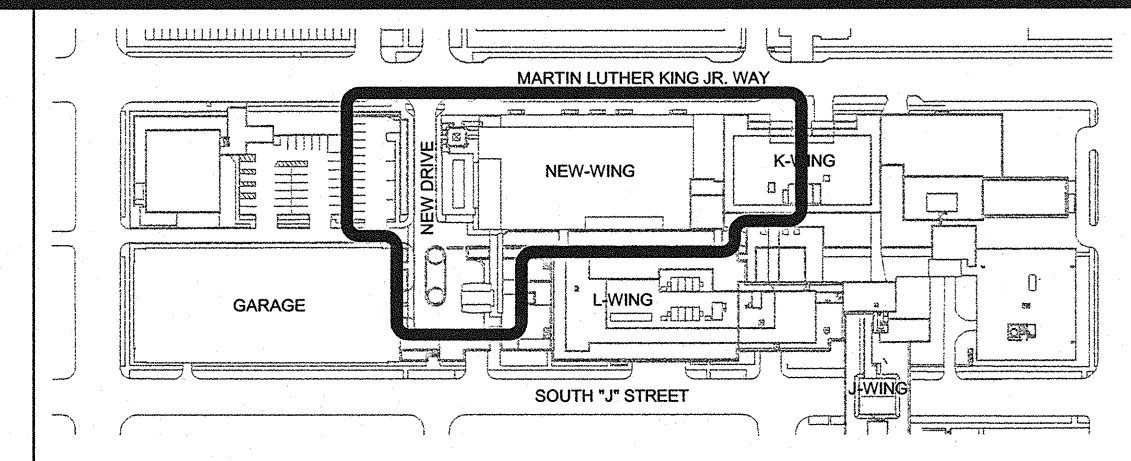 MARTIN LUTHER KING JR. WAY
K-WING
NEW-WING
NEW DRIVE
GARAGE
L-WING
J-WING
SOUTH "J" STREET